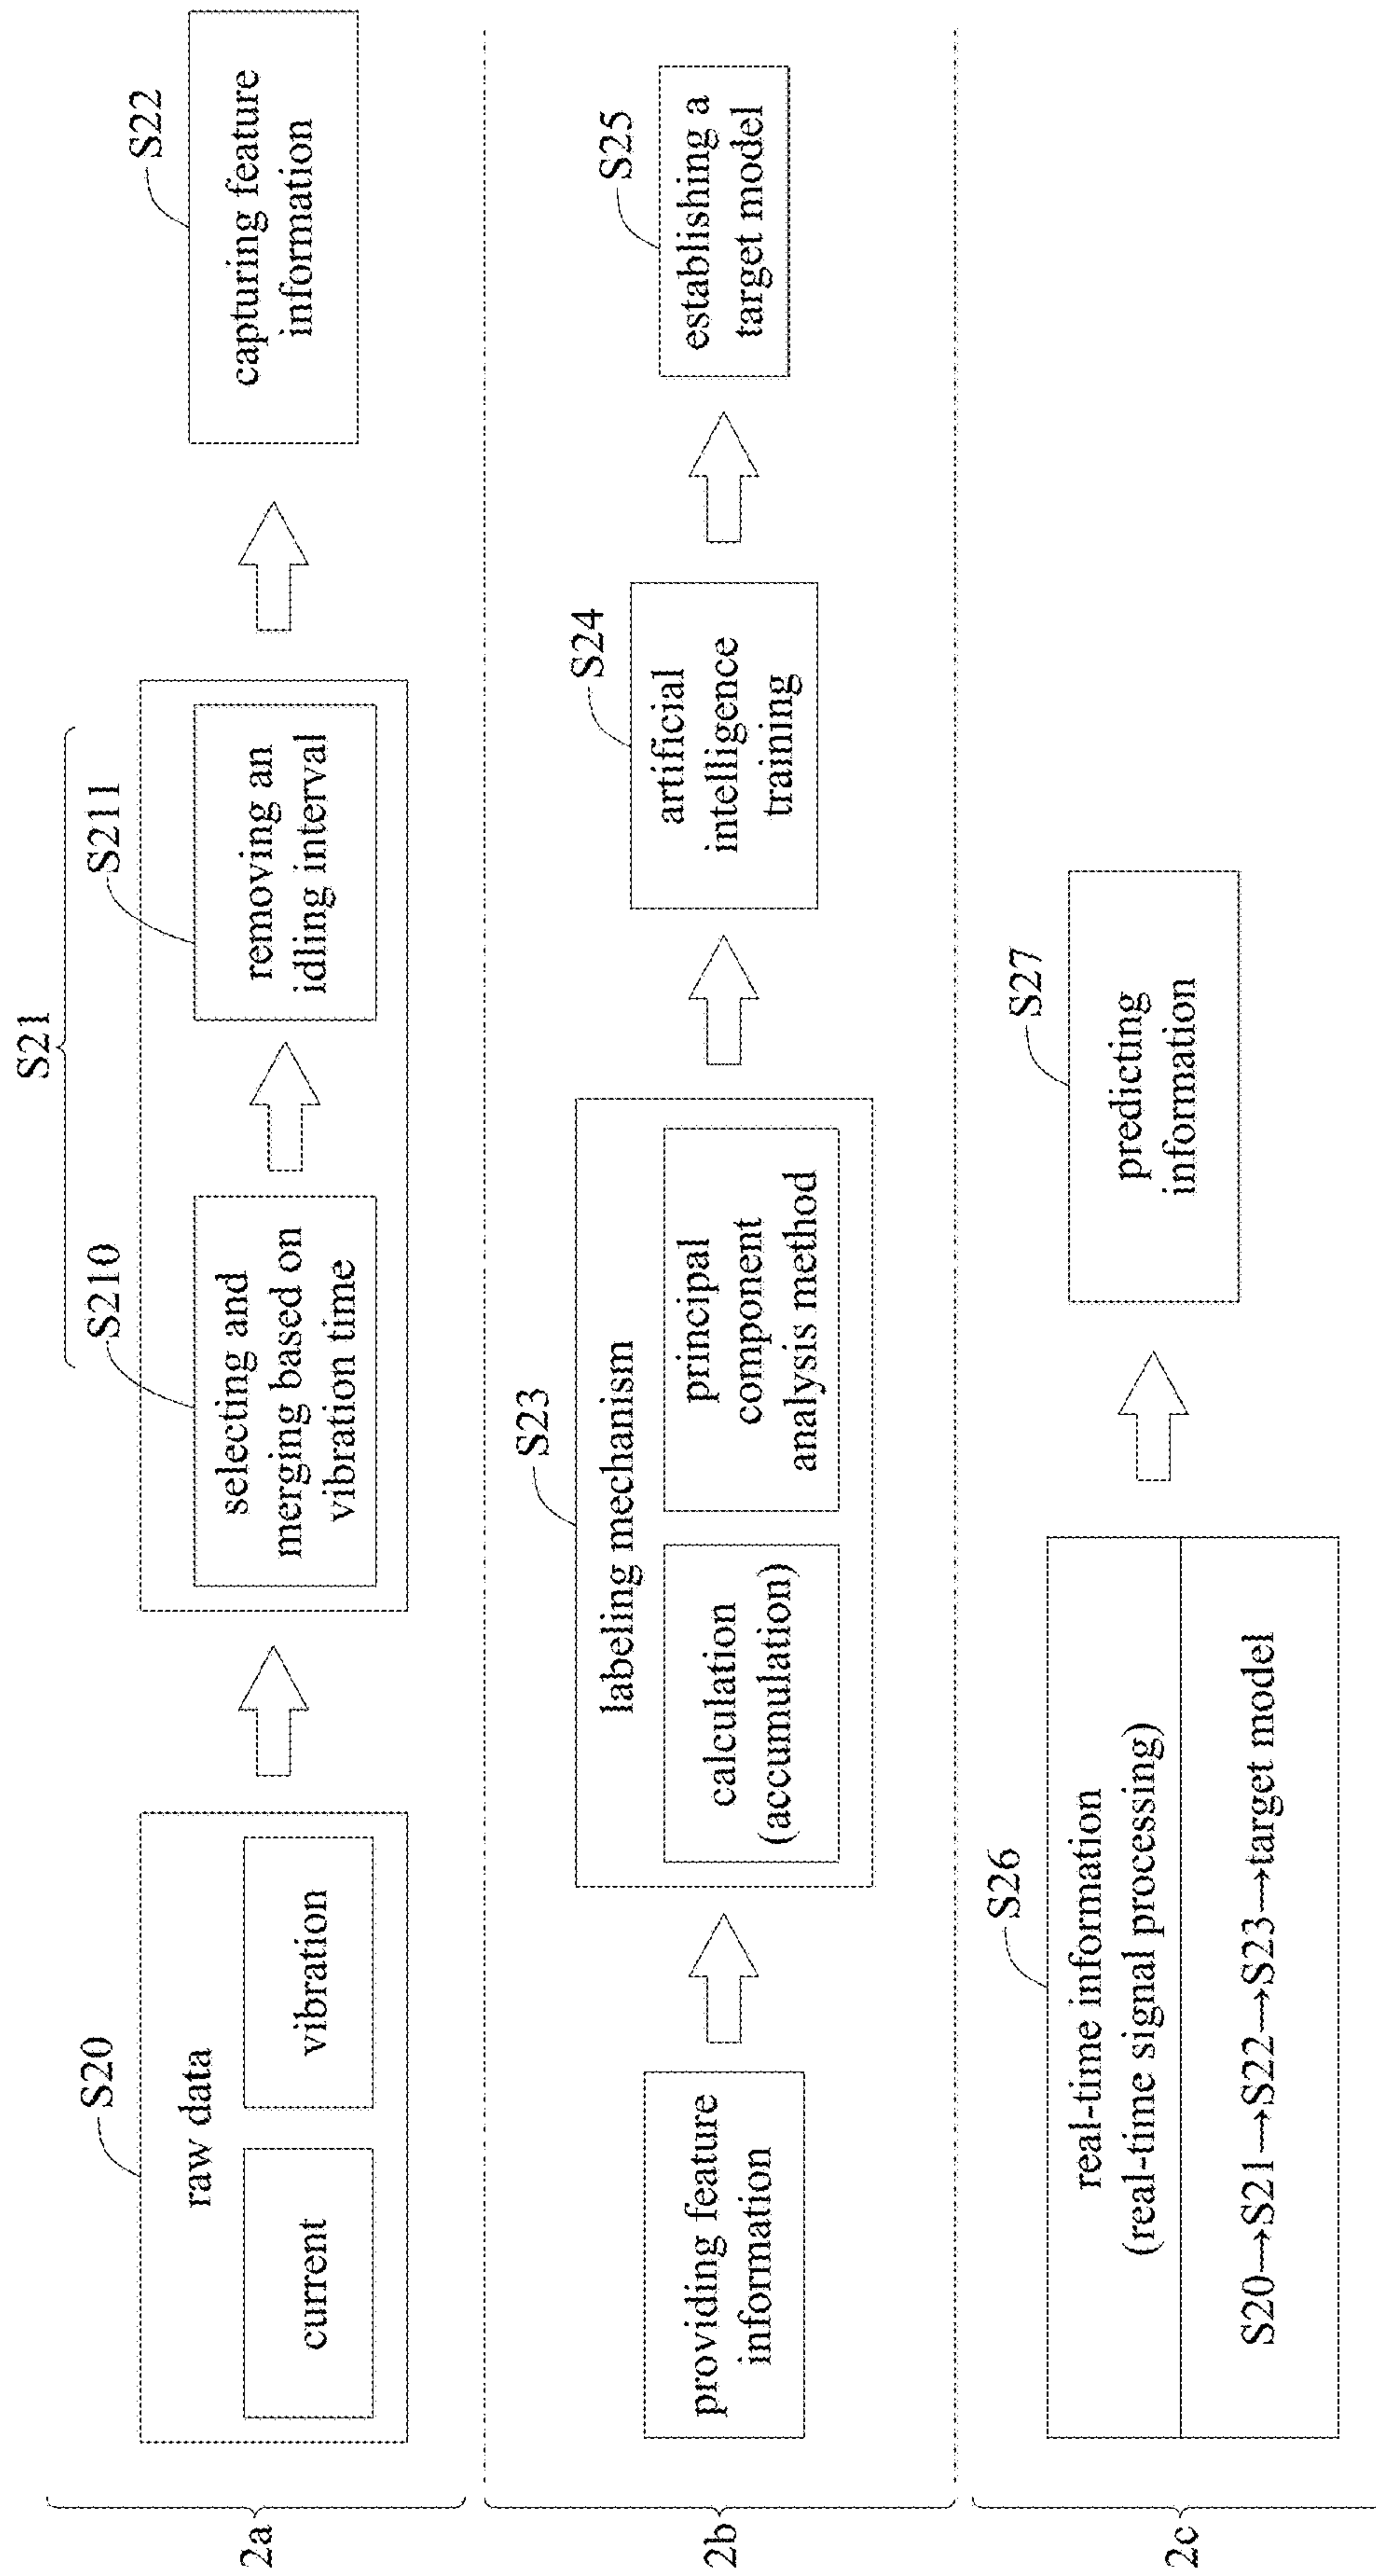 2a
S20
raw data
current
vibration
S21
S210
selecting and
merging based on
vibration time
S211
removing an
idling interval
S22
capturing feature
information
2b
providing feature
information
S23
labeling mechanism
calculation
(accumulation)
principal
component
analysis method
S24
artificial
intelligence
training
S25
establishing a
target model
2c
S26
real-time information
(real-time signal processing)
S20→S21→S22→S23→target model
S27
predicting
information